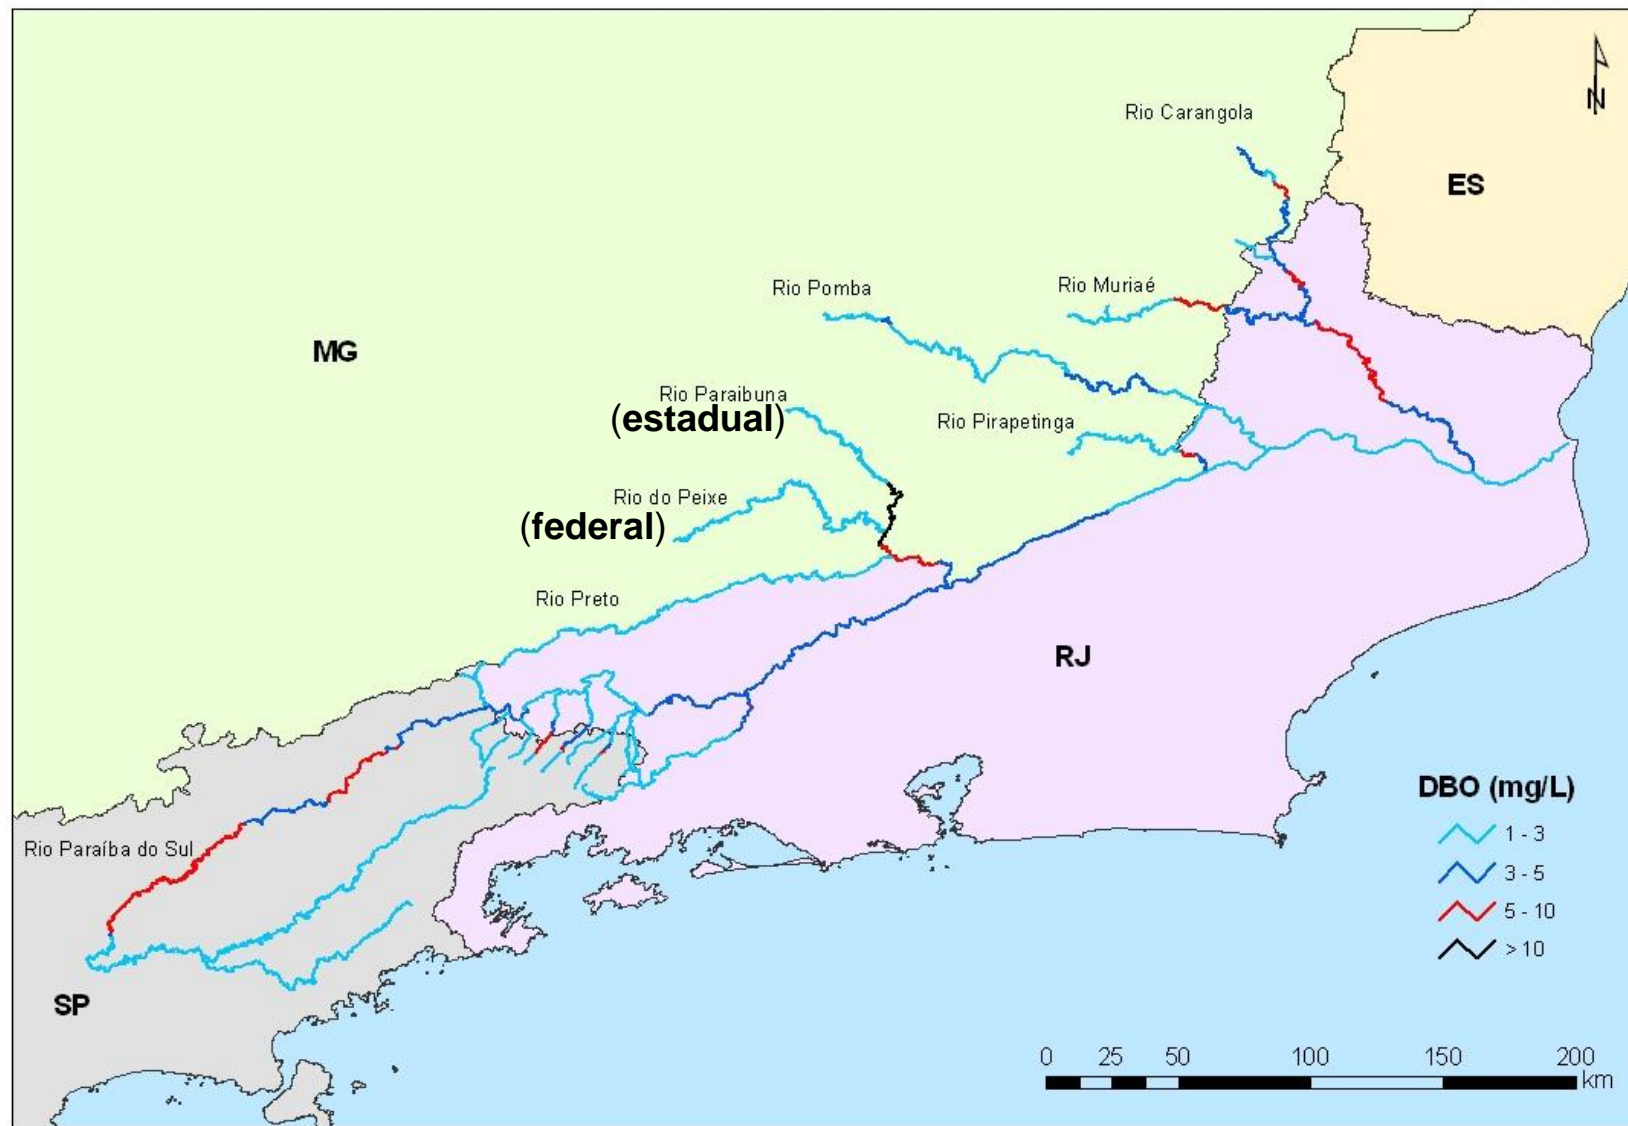 N
Rio Carangola
ES
Rio Pomba
Rio Muriaé
MG
Rio Paraibuna
(estadual)
Rio Pirapetinga
Rio do Peixe
(federal)
Rio Preto
RJ
DBO (mg/L)
1 - 3
3 - 5
5 - 10
> 10
Rio Paraíba do Sul
SP
0 25 50 100 150 200
km